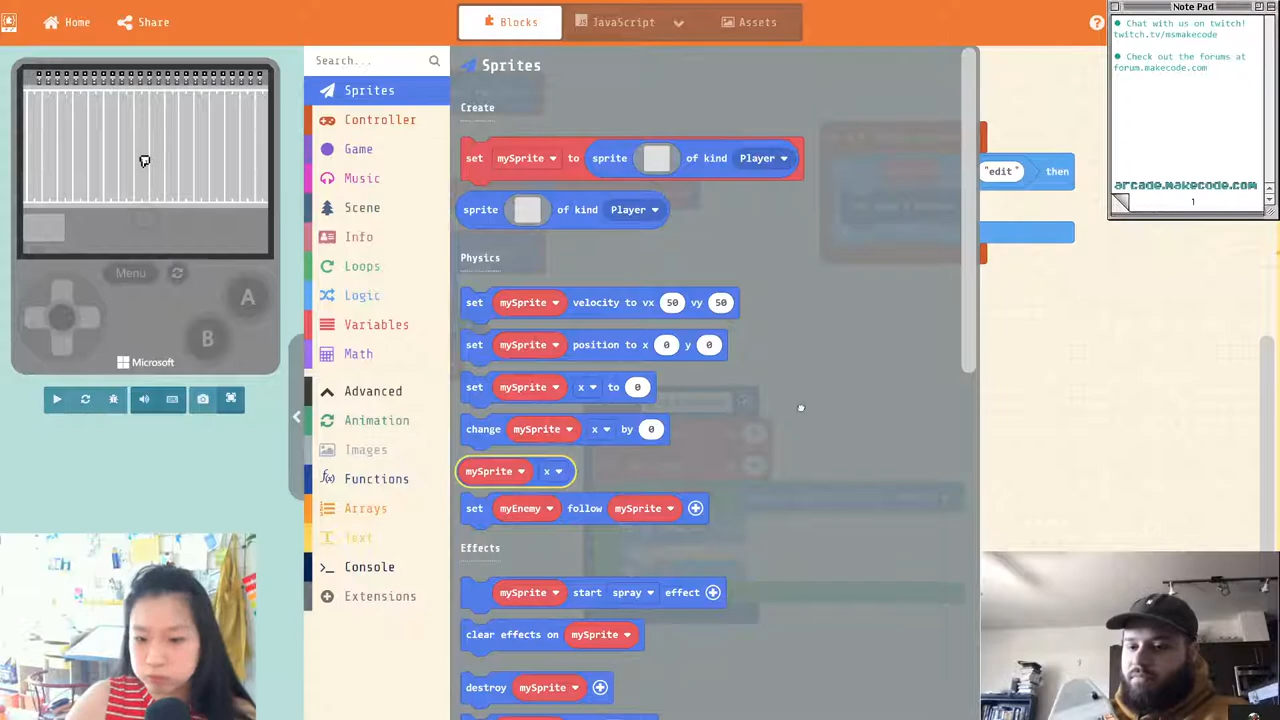 Home
Share
Blocks
JavaScript
Assets
?
Note Pad
Chat with us on twitch!
twitch.tv/msmakecode
Check out the forums at
forum.makecode.com
arcade.makecode.com
1
Menu
A
B
Microsoft
Search...
Sprites
Controller
Game
Music
Scene
Info
Loops
Logic
Variables
Math
Advanced
Animation
Images
Functions
Arrays
Text
Console
Extensions
Sprites
Create
set mySprite to sprite of kind Player
sprite of kind Player
Physics
set mySprite velocity to vx 50 vy 50
set mySprite position to x 0 y 0
set mySprite x to 0
change mySprite x by 0
mySprite x
set myEnemy follow mySprite
Effects
mySprite start spray effect
clear effects on mySprite
destroy mySprite
"edit" then